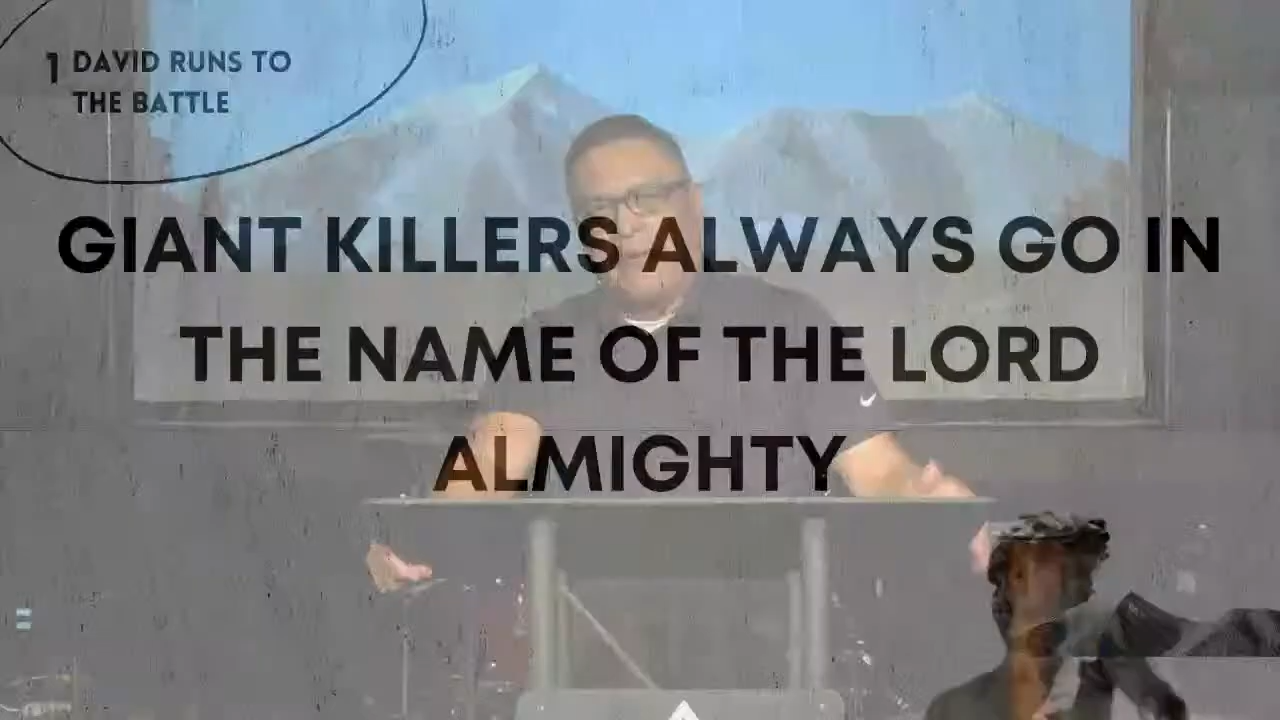 1 DAVID RUNS TO
THE BATTLE
GIANT KILLERS ALWAYS GO IN
THE NAME OF THE LORD
ALMIGHTY